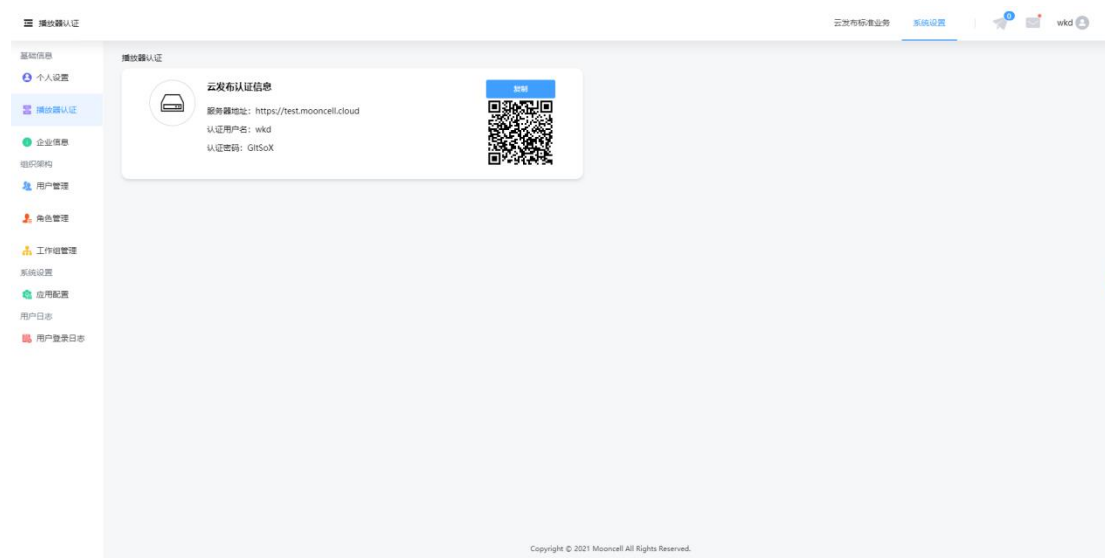 播放器认证
云发布标准业务
系统设置
0
wkd
基础信息
个人设置
播放器认证
企业信息
组织架构
用户管理
角色管理
工作组管理
系统设置
应用配置
用户日志
用户登录日志
播放器认证
云发布认证信息
复制
服务器地址：https://test.mooncell.cloud
认证用户名：wkd
认证密码：GItSoX
Copyright © 2021 Mooncell All Rights Reserved.